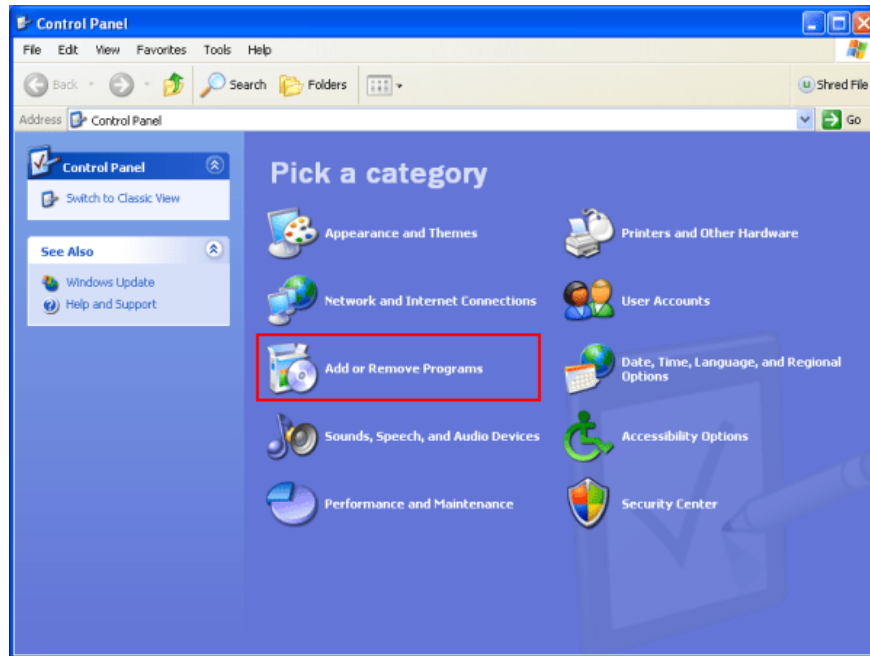 Control Panel
File Edit View Favorites Tools Help
Back Search Folders Shred File
Address Control Panel Go
Control Panel
Switch to Classic View
See Also
Windows Update
Help and Support
Pick a category
Appearance and Themes
Printers and Other Hardware
Network and Internet Connections
User Accounts
Add or Remove Programs
Date, Time, Language, and Regional
Options
Sounds, Speech, and Audio Devices
Accessibility Options
Performance and Maintenance
Security Center